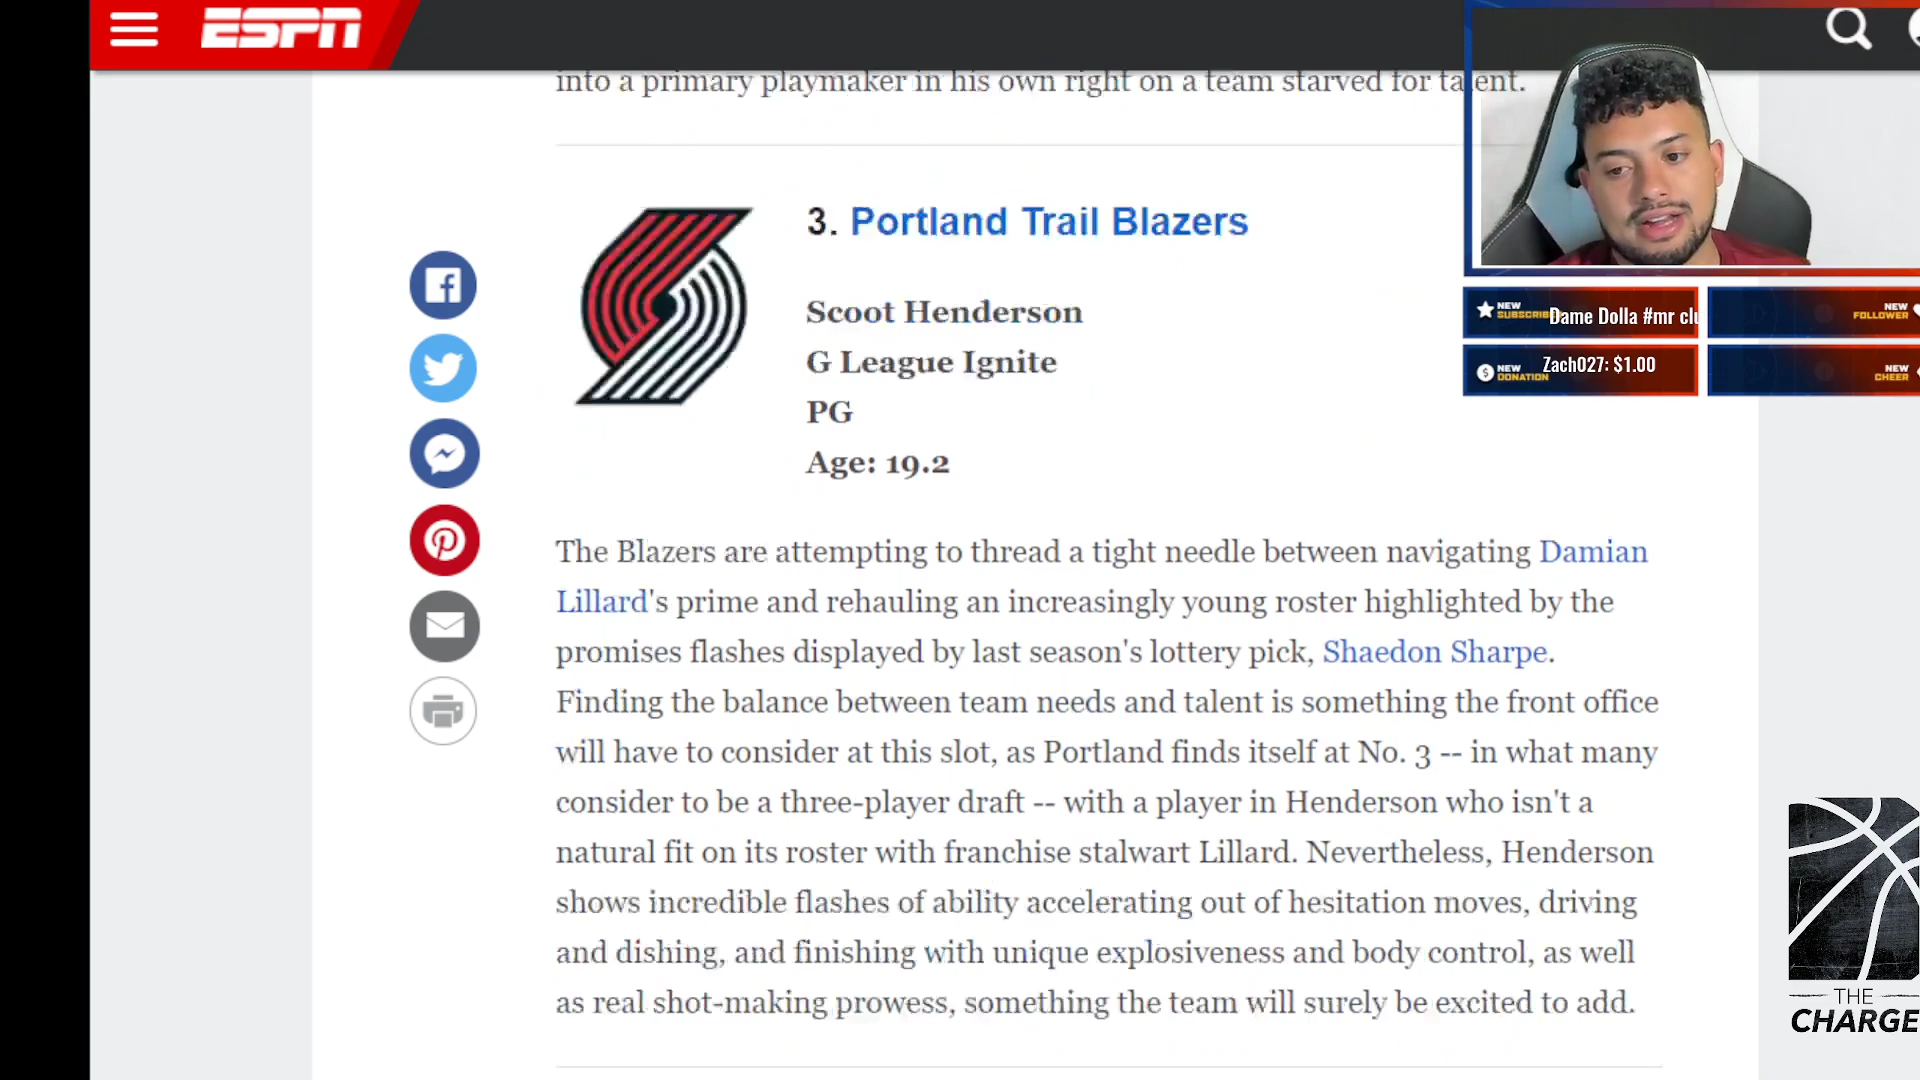 ESPN
into a primary playmaker in his own right on a team starved for talent.
3. Portland Trail Blazers
Scoot Henderson
G League Ignite
PG
Age: 19.2
NEW
Dame Dolla #mr clu
NEW
FOLLOWER
NEW
DONATION
Zach027: $1.00
NEW
CHEER
The Blazers are attempting to thread a tight needle between navigating Damian
Lillard's prime and rehauling an increasingly young roster highlighted by the
promises flashes displayed by last season's lottery pick, Shaedon Sharpe.
Finding the balance between team needs and talent is something the front office
will have to consider at this slot, as Portland finds itself at No. 3 -- in what many
consider to be a three-player draft -- with a player in Henderson who isn't a
natural fit on its roster with franchise stalwart Lillard. Nevertheless, Henderson
shows incredible flashes of ability accelerating out of hesitation moves, driving
and dishing, and finishing with unique explosiveness and body control, as well
as real shot-making prowess, something the team will surely be excited to add.
THE
CHARGE